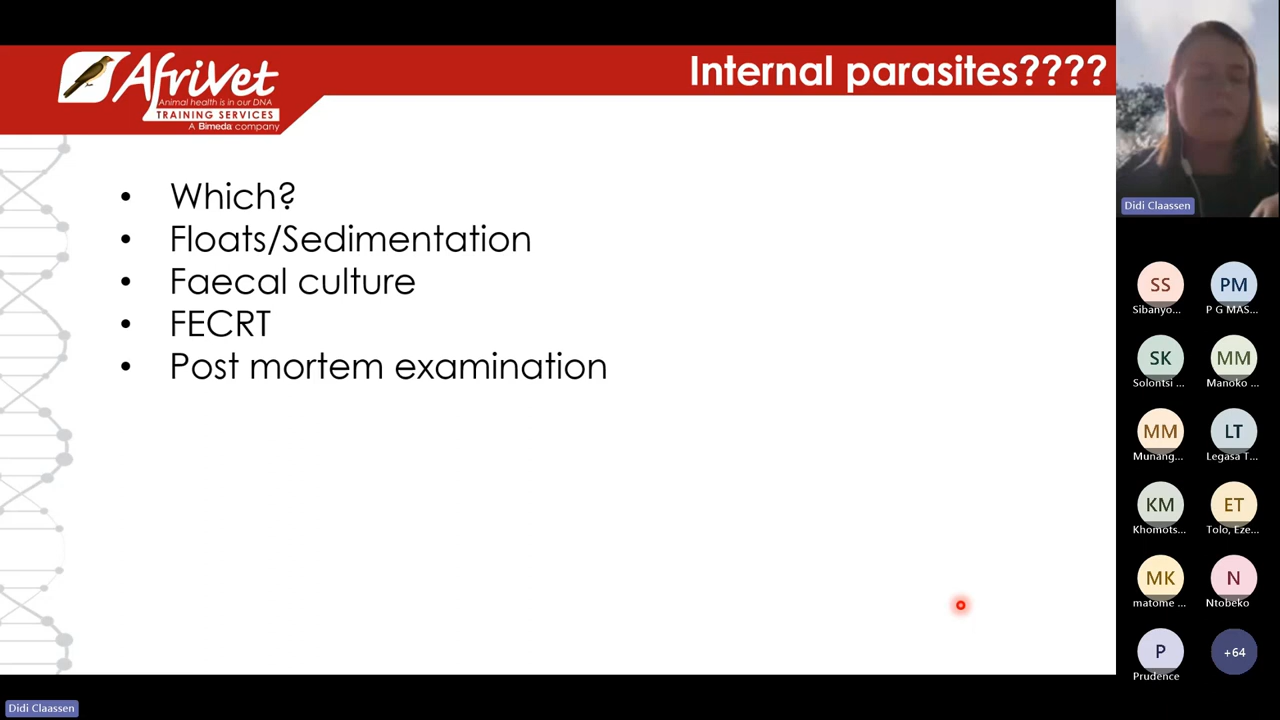 AfriVet
Animal health is in our DNA
TRAINING SERVICES
A Bimeda company
Internal parasites????
• Which?
• Floats/Sedimentation
• Faecal culture
• FECRT
• Post mortem examination
Didi Claassen
SS
PM
Sibanyo...
P G MAS...
SK
MM
Solontsi ...
Manoko ...
MM
LT
Munang...
Legasa T...
KM
ET
Khomots...
Tolo, Eze...
MK
N
matome ...
Ntobeko
P
+64
Prudence
Didi Claassen